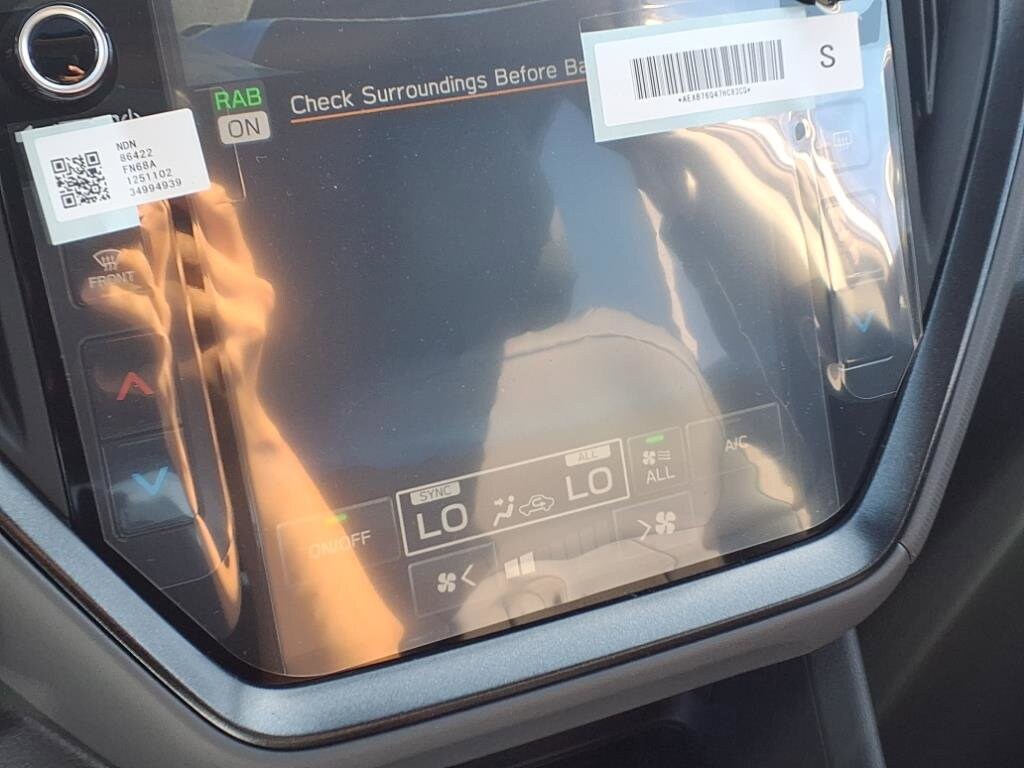 RAB
ON
Check Surroundings Before Ba
*AEXB76Q47HC83CQ*
S
NDN
86422
FN68A
1251102
34994939
FRONT
SYNC
LO
ALL
LO
ALL
A/C
ON/OFF